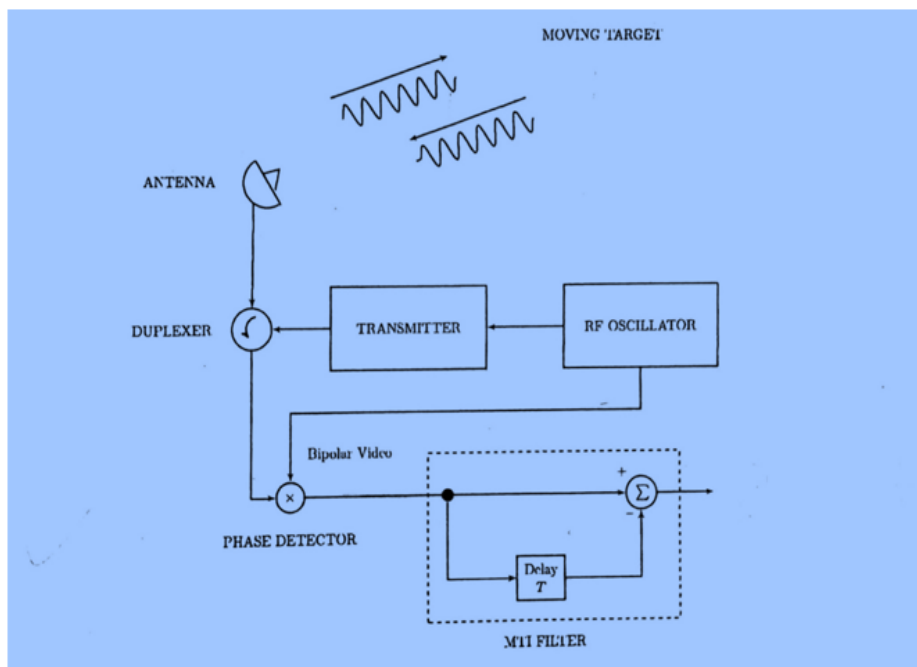 MOVING TARGET
ANTENNA
DUPLEXER
TRANSMITTER
RF OSCILLATOR
Bipolar Video
×
PHASE DETECTOR
+
Σ
−
Delay
T
MTI FILTER